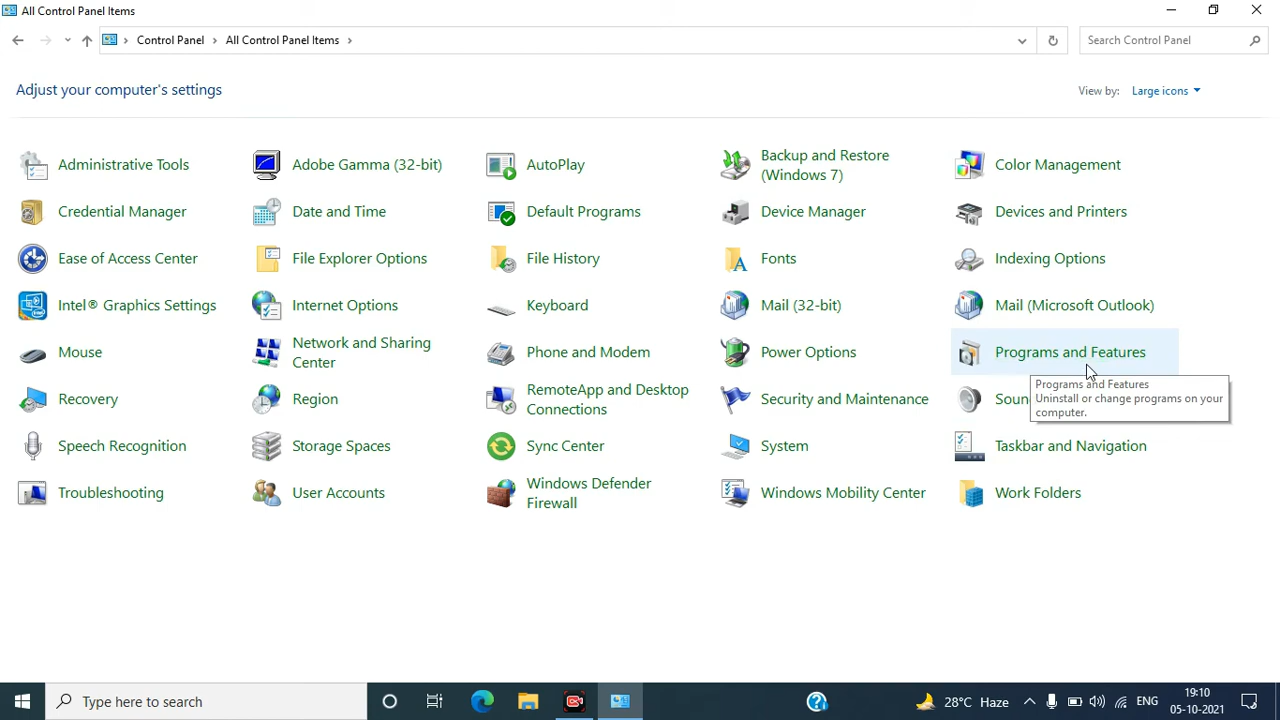 All Control Panel Items
Control Panel > All Control Panel Items >
Search Control Panel
Adjust your computer's settings
View by: Large icons
Administrative Tools
Adobe Gamma (32-bit)
AutoPlay
Backup and Restore
(Windows 7)
Color Management
Credential Manager
Date and Time
Default Programs
Device Manager
Devices and Printers
Ease of Access Center
File Explorer Options
File History
Fonts
Indexing Options
Intel® Graphics Settings
Internet Options
Keyboard
Mail (32-bit)
Mail (Microsoft Outlook)
Mouse
Network and Sharing
Center
Phone and Modem
Power Options
Programs and Features
Programs and Features
Uninstall or change programs on your
computer.
Recovery
Region
RemoteApp and Desktop
Connections
Security and Maintenance
Speech Recognition
Storage Spaces
Sync Center
System
Taskbar and Navigation
Troubleshooting
User Accounts
Windows Defender
Firewall
Windows Mobility Center
Work Folders
Type here to search
28°C Haze
ENG
19:10
05-10-2021